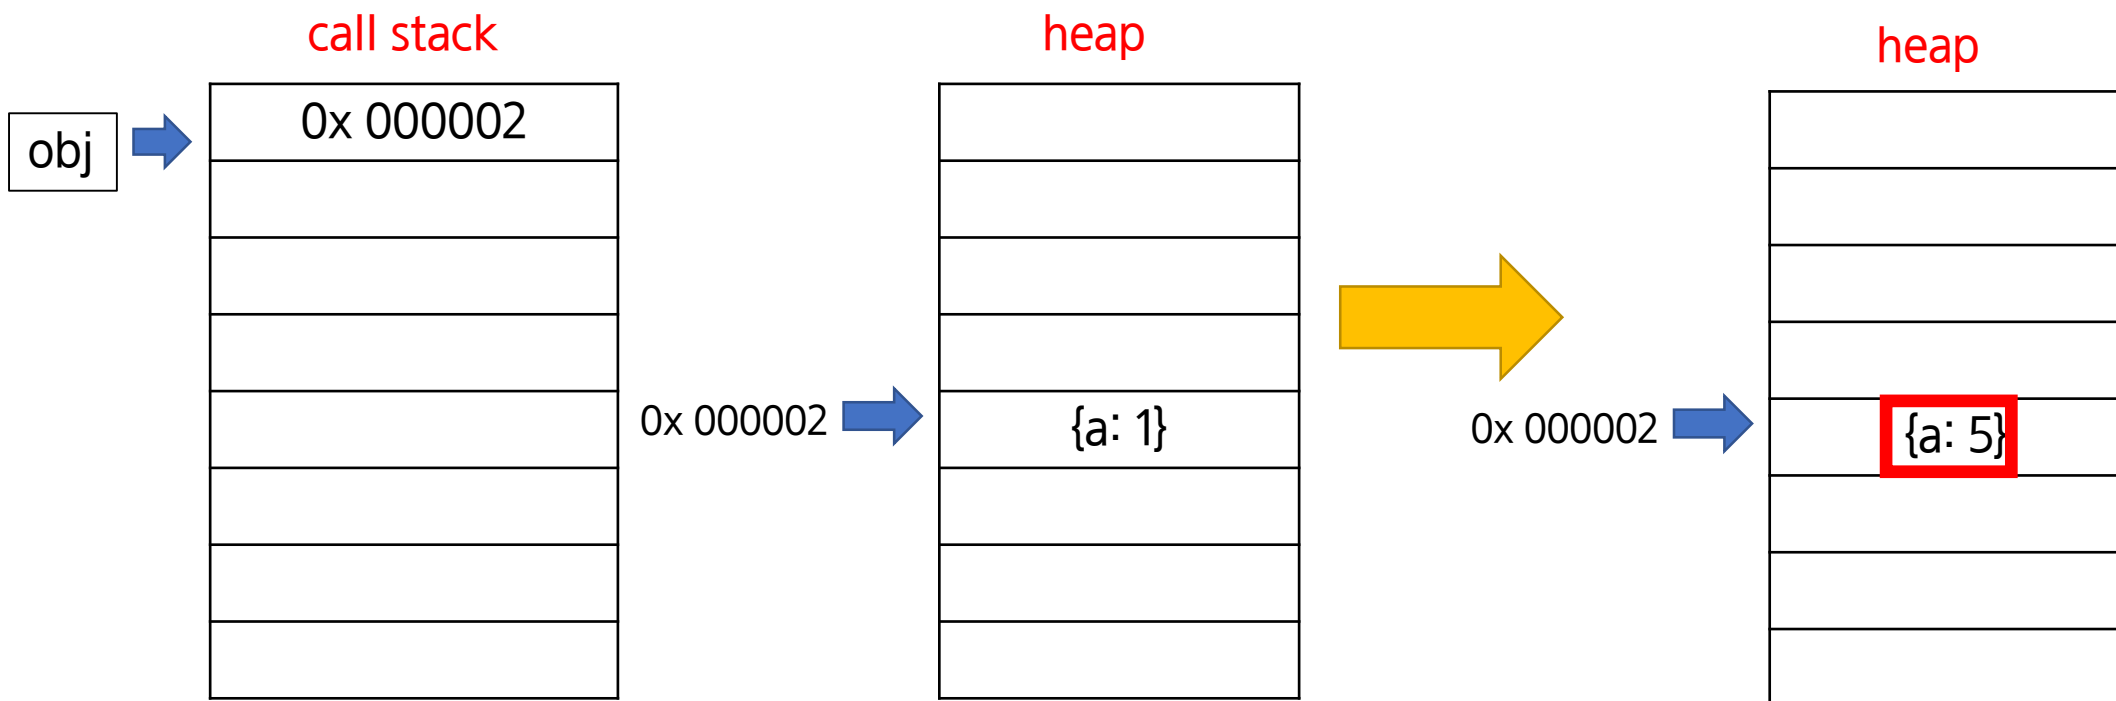 call stack
heap
heap
obj
0x 000002
0x 000002
{a: 1}
0x 000002
{a: 5}